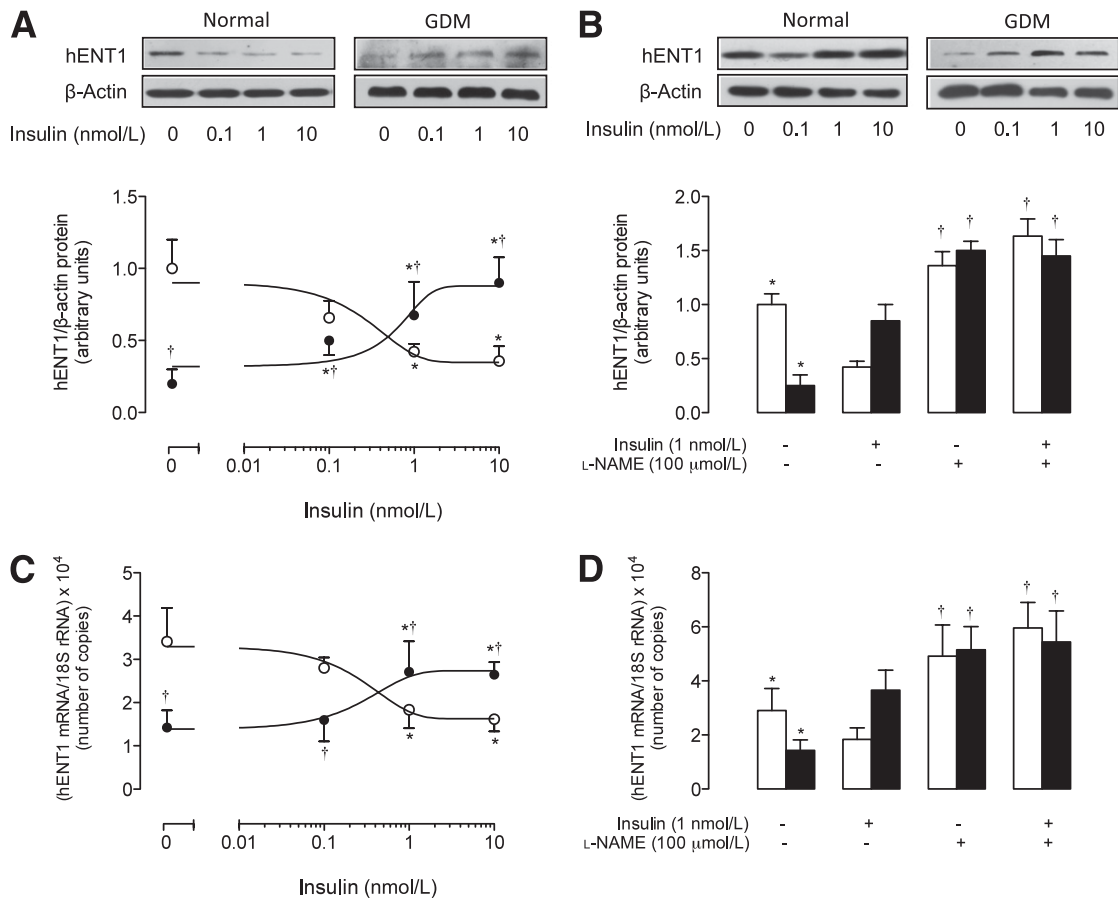 A
Normal
GDM
hENT1
β-Actin
Insulin (nmol/L) 0 0.1 1 10 0 0.1 1 10
hENT1/β-actin protein
(arbitrary units)
1.5
1.0
0.5
0.0
†
*†
*†
*
*†
*
0 0.01 0.1 1 10
Insulin (nmol/L)
B
Normal
GDM
hENT1
β-Actin
Insulin (nmol/L) 0 0.1 1 10 0 0.1 1 10
hENT1/β-actin protein
(arbitrary units)
2.0
1.5
1.0
0.5
0.0
*
*
†
†
†
†
Insulin (1 nmol/L) - + - +
L-NAME (100 μmol/L) - - + +
C
(hENT1 mRNA/18S rRNA) x 10⁴
(number of copies)
5
4
3
2
1
0
†
†
*†
*
*†
*
0 0.01 0.1 1 10
Insulin (nmol/L)
D
(hENT1 mRNA/18S rRNA) x 10⁴
(number of copies)
8
6
4
2
0
*
*
†
†
†
†
Insulin (1 nmol/L) - + - +
L-NAME (100 μmol/L) - - + +